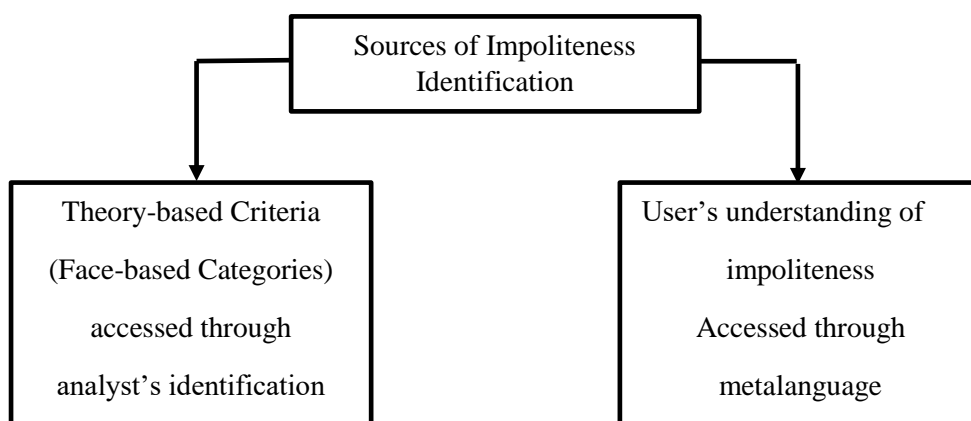 Sources of Impoliteness
Identification
Theory-based Criteria
(Face-based Categories)
accessed through
analyst’s identification
User’s understanding of
impoliteness
Accessed through
metalanguage